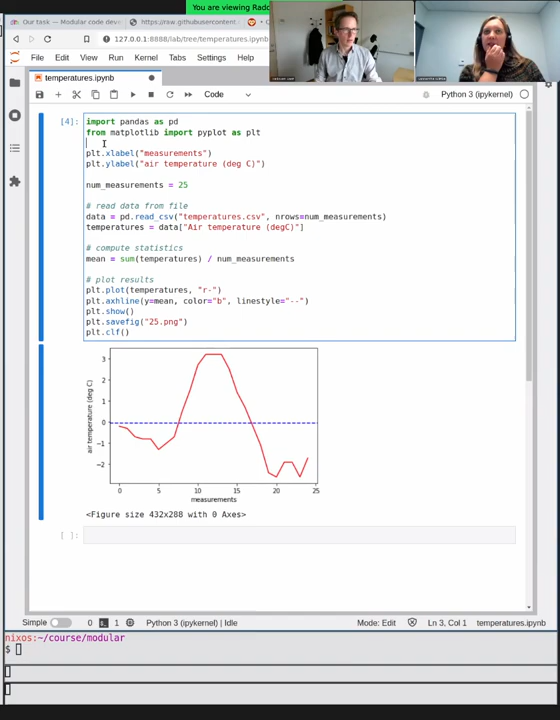 You are viewing Rado
Our task — Modular code dev
https://raw.githubusercontent
127.0.0.1:8888/lab/tree/temperatures.ipynb
File Edit View Run Kernel Tabs Settings Help
temperatures.ipynb
Code
Python 3 (ipykernel)
[4]:
import pandas as pd
from matplotlib import pyplot as plt
plt.xlabel("measurements")
plt.ylabel("air temperature (deg C)")
num_measurements = 25
# read data from file
data = pd.read_csv("temperatures.csv", nrows=num_measurements)
temperatures = data["Air temperature (degC)"]
# compute statistics
mean = sum(temperatures) / num_measurements
# plot results
plt.plot(temperatures, "r-")
plt.axhline(y=mean, color="b", linestyle="--")
plt.show()
plt.savefig("25.png")
plt.clf()
3
2
1
0
−1
−2
air temperature (deg C)
0 5 10 15 20 25
measurements
<Figure size 432x288 with 0 Axes>
[ ]:
Simple 0 1 Python 3 (ipykernel) | Idle Mode: Edit Ln 3, Col 1 temperatures.ipynb
nixos:~/course/modular
$